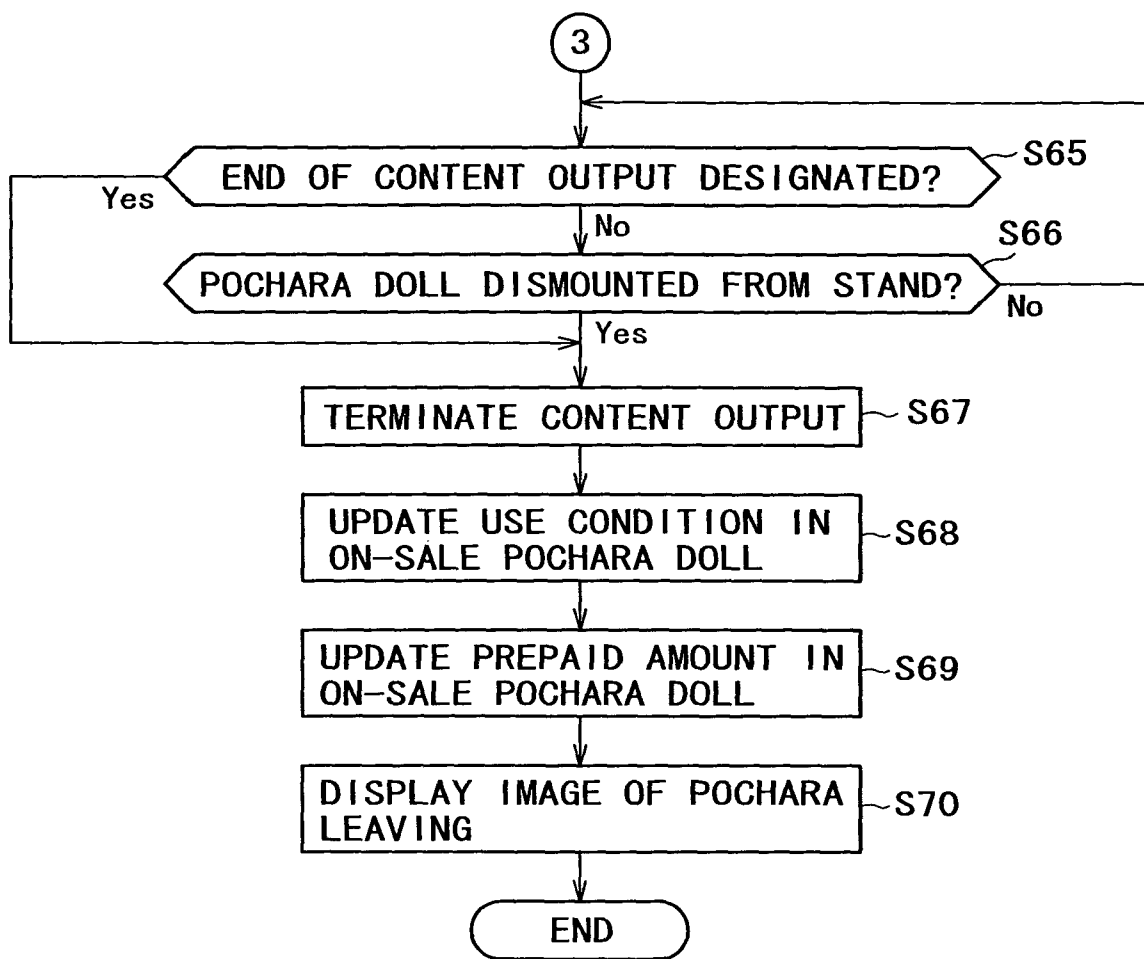 3
END OF CONTENT OUTPUT DESIGNATED?
S65
Yes
No
S66
POCHARA DOLL DISMOUNTED FROM STAND?
No
Yes
TERMINATE CONTENT OUTPUT
S67
UPDATE USE CONDITION IN
ON-SALE POCHARA DOLL
S68
UPDATE PREPAID AMOUNT IN
ON-SALE POCHARA DOLL
S69
DISPLAY IMAGE OF POCHARA
LEAVING
S70
END